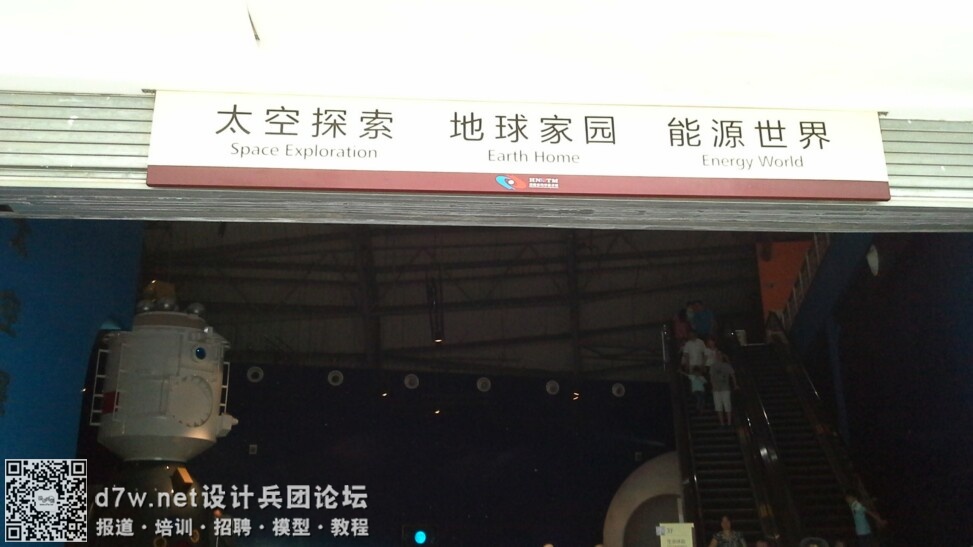 太空探索 地球家园 能源世界
Space Exploration Earth Home Energy World
HNSTM
d7w.net设计兵团论坛
报道·培训·招聘·模型·教程